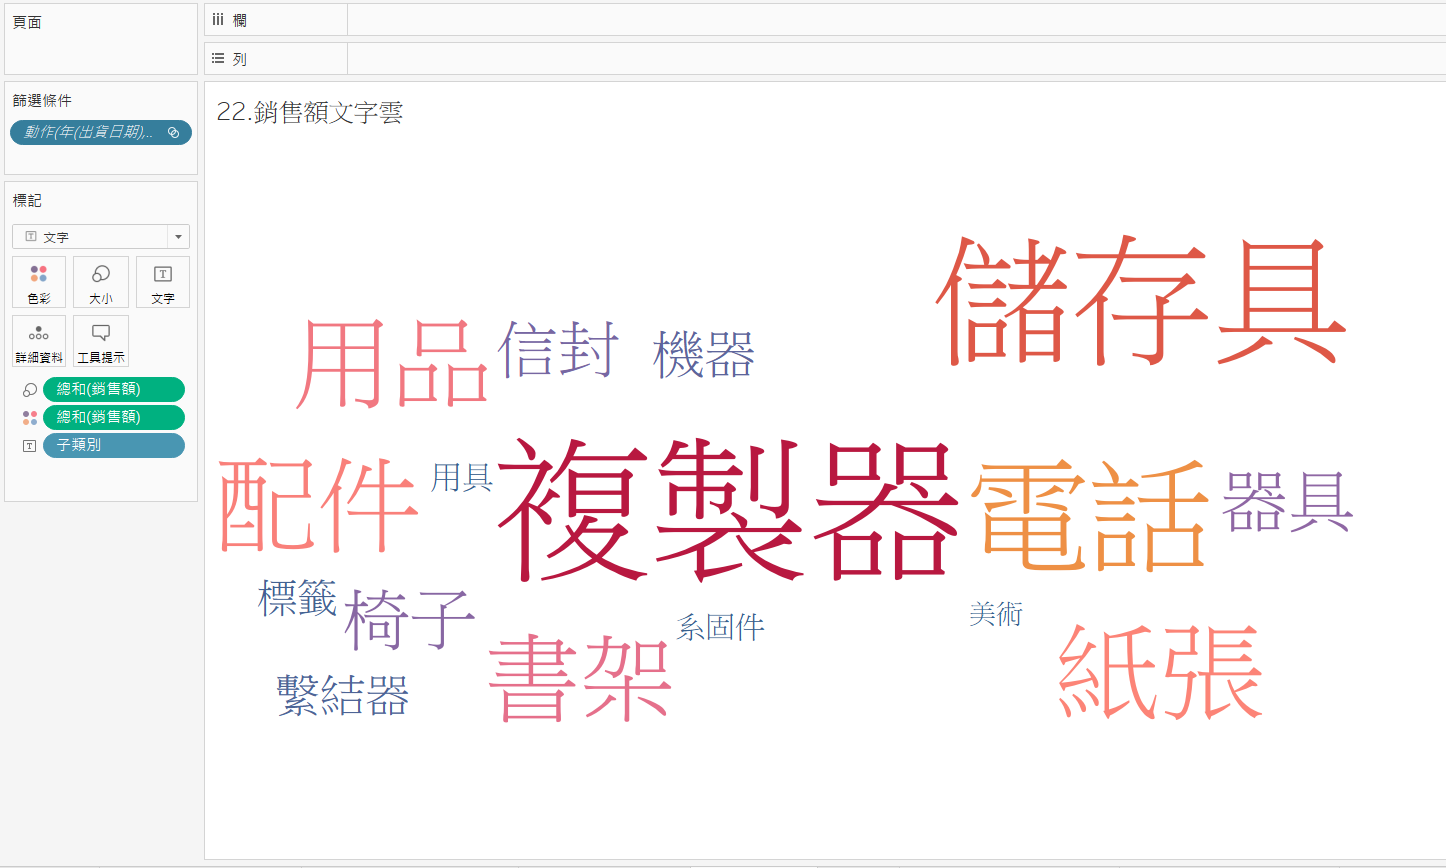 頁面
iii 欄
列
篩選條件
動作(年(出貨日期),..
22.銷售額文字雲
標記
T 文字
色彩
大小
T 文字
詳細資料
工具提示
總和(銷售額)
總和(銷售額)
T 子類別
儲存具
用品 信封 機器
配件 用具 複製器 電話 器具
標籤 椅子 糸固件 美術
繫結器 書架 紙張